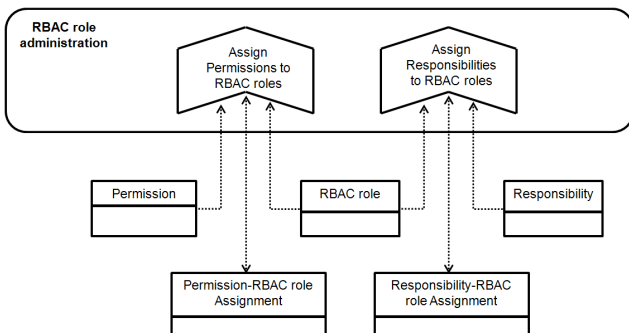 RBAC role
administration
Assign
Permissions to
RBAC roles
Assign
Responsibilities
to RBAC roles
Permission
RBAC role
Responsibility
Permission-RBAC role
Assignment
Responsibility-RBAC
role Assignment